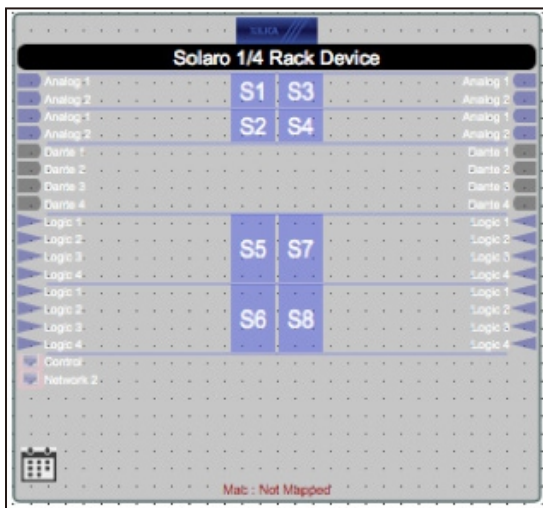 XILICA
Solaro 1/4 Rack Device
Analog 1 S1 S3 Analog 1
Analog 2 Analog 2
Analog 1 S2 S4 Analog 1
Analog 2 Analog 2
Dante 1 Dante 1
Dante 2 Dante 2
Dante 3 Dante 3
Dante 4 Dante 4
Logic 1 Logic 1
Logic 2 S5 S7 Logic 2
Logic 3 Logic 3
Logic 4 Logic 4
Logic 1 Logic 1
Logic 2 S6 S8 Logic 2
Logic 3 Logic 3
Logic 4 Logic 4
Control
Network 2
Mac : Not Mapped